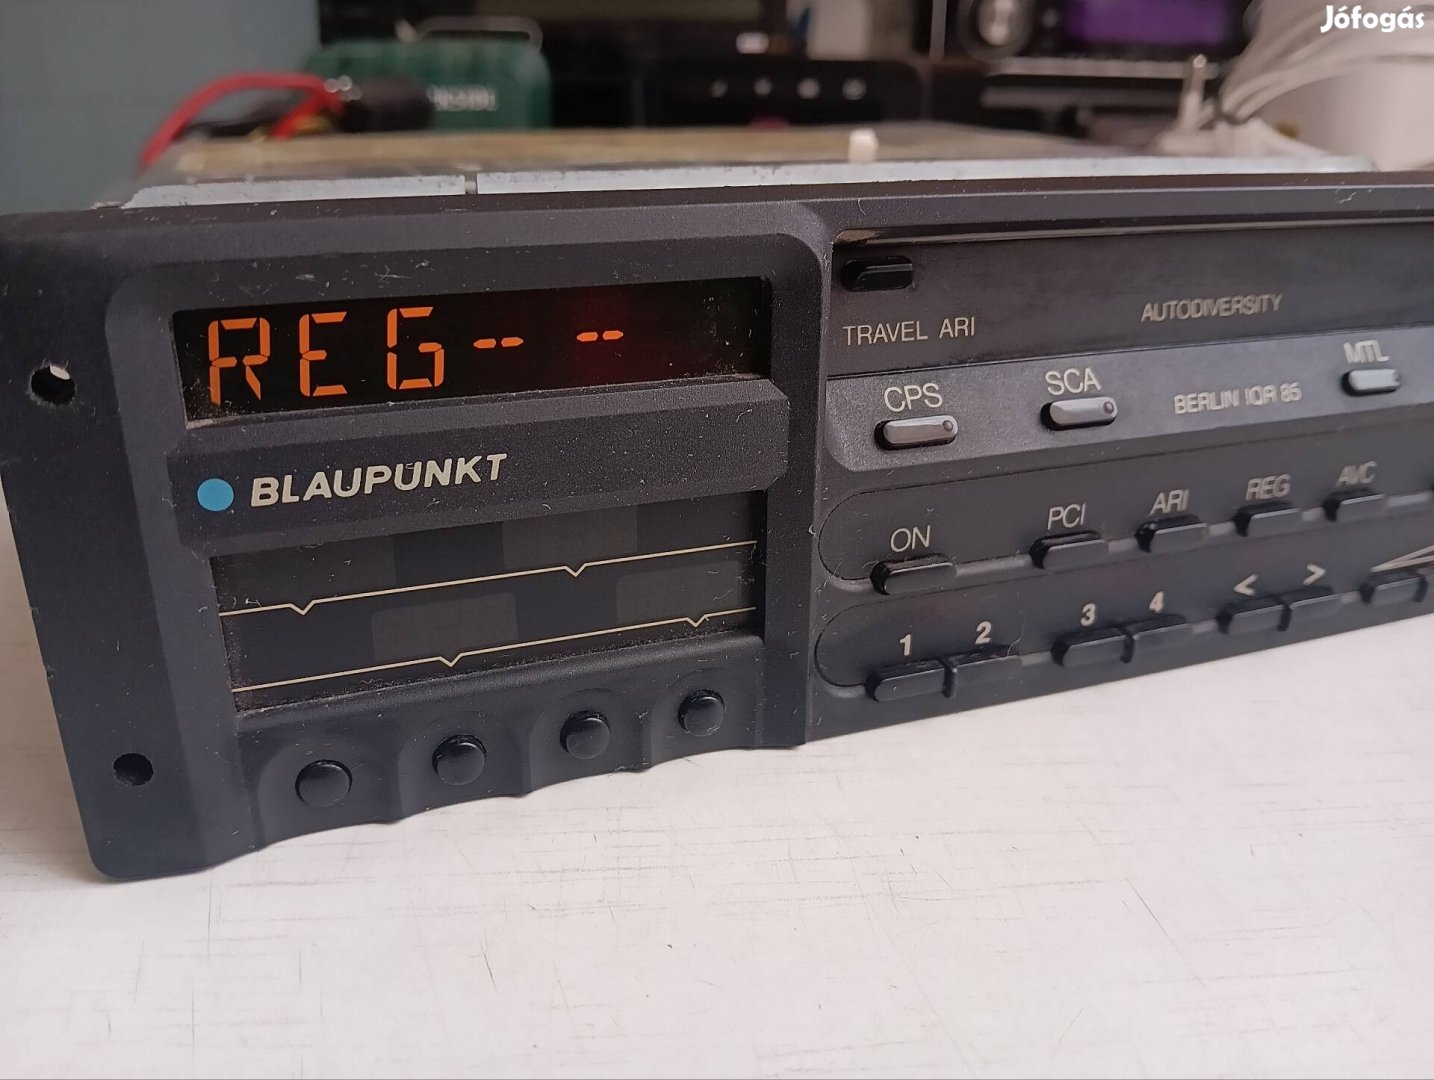 Jófogás
REG-- --
BLAUPUNKT
TRAVEL ARI
AUTODIVERSITY
CPS
SCA
BERLIN IQR 85
MTL
ON
PCI
ARI
REG
AVC
1
2
3
4
<
>